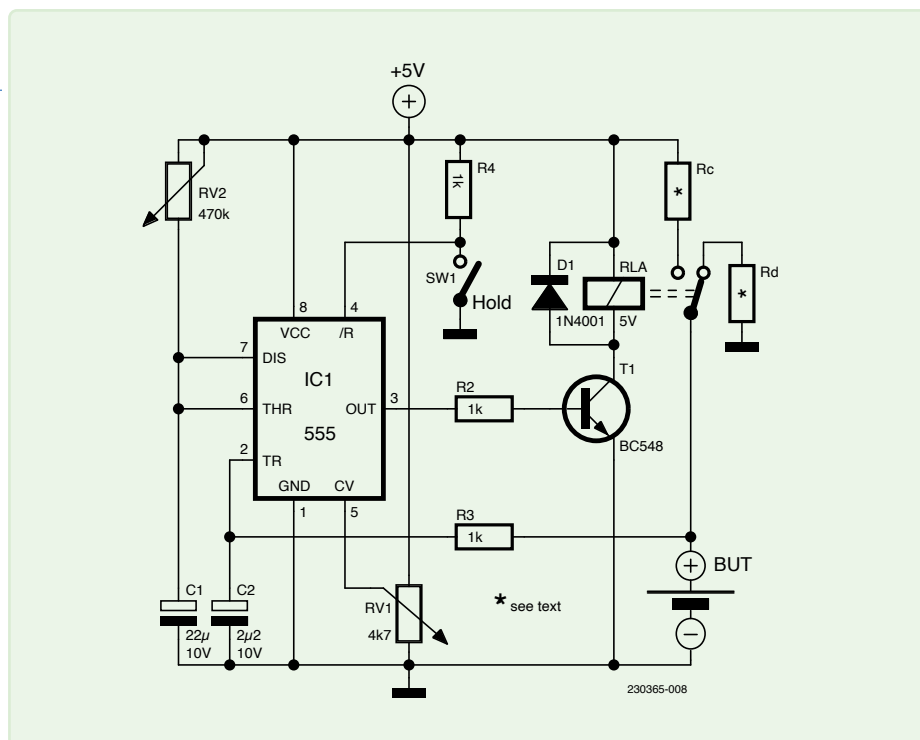 +5V
RV2
470k
R4
1k
Rc
*
SW1
Hold
D1
1N4001
RLA
5V
Rd
*
8
4
VCC
/R
7
DIS
IC1
6
THR
OUT
3
555
2
TR
GND
CV
1
5
R2
1k
T1
BC548
R3
1k
BUT
C1
22µ
10V
C2
2µ2
10V
RV1
4k7
* see text
230365-008